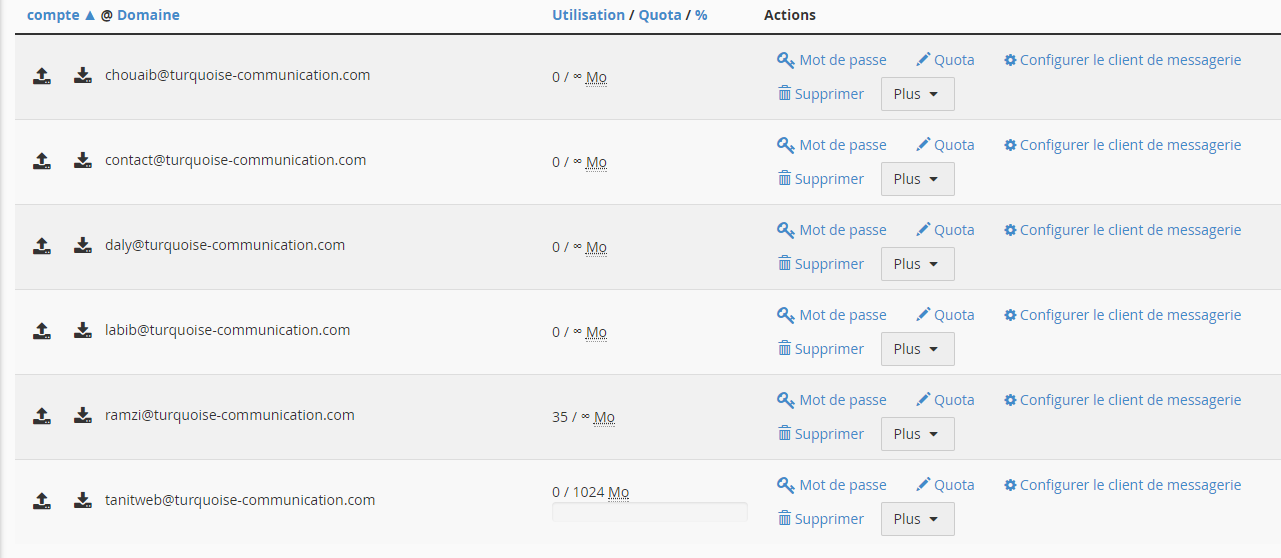 compte ▲ @ Domaine Utilisation / Quota / % Actions
chouaib@turquoise-communication.com 0 / ∞ Mo Mot de passe Quota Configurer le client de messagerie
Supprimer Plus
contact@turquoise-communication.com 0 / ∞ Mo Mot de passe Quota Configurer le client de messagerie
Supprimer Plus
daly@turquoise-communication.com 0 / ∞ Mo Mot de passe Quota Configurer le client de messagerie
Supprimer Plus
labib@turquoise-communication.com 0 / ∞ Mo Mot de passe Quota Configurer le client de messagerie
Supprimer Plus
ramzi@turquoise-communication.com 35 / ∞ Mo Mot de passe Quota Configurer le client de messagerie
Supprimer Plus
tanitweb@turquoise-communication.com 0 / 1024 Mo Mot de passe Quota Configurer le client de messagerie
Supprimer Plus